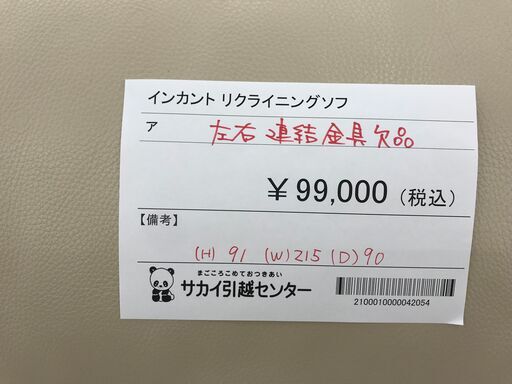 インカント リクライニングソフ
ァ
左右連結金具欠品
￥99,000（税込）
【備考】
(H) 91 (W) 215 (D) 90
まごころこめておつきあい
サカイ引越センター
2100010000042054